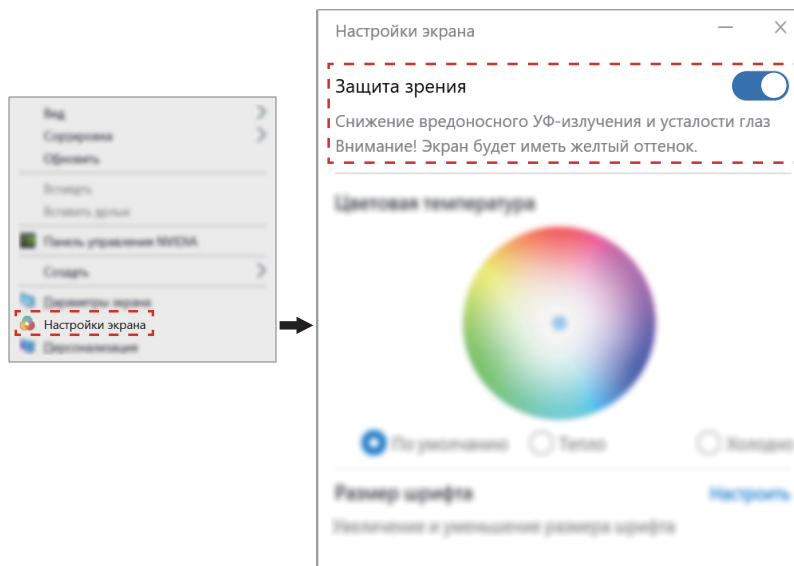 Вид
Сортировка
Обновить
Вставить
Вставить ярлык
Панель управления NVIDIA
Создать
Параметры экрана
Настройки экрана
Персонализация
Настройки экрана
Защита зрения
Снижение вредоносного УФ-излучения и усталости глаз
Внимание! Экран будет иметь желтый оттенок.
Цветовая температура
По умолчанию Тепло Холодно
Размер шрифта Настроить
Увеличение и уменьшение размера шрифта